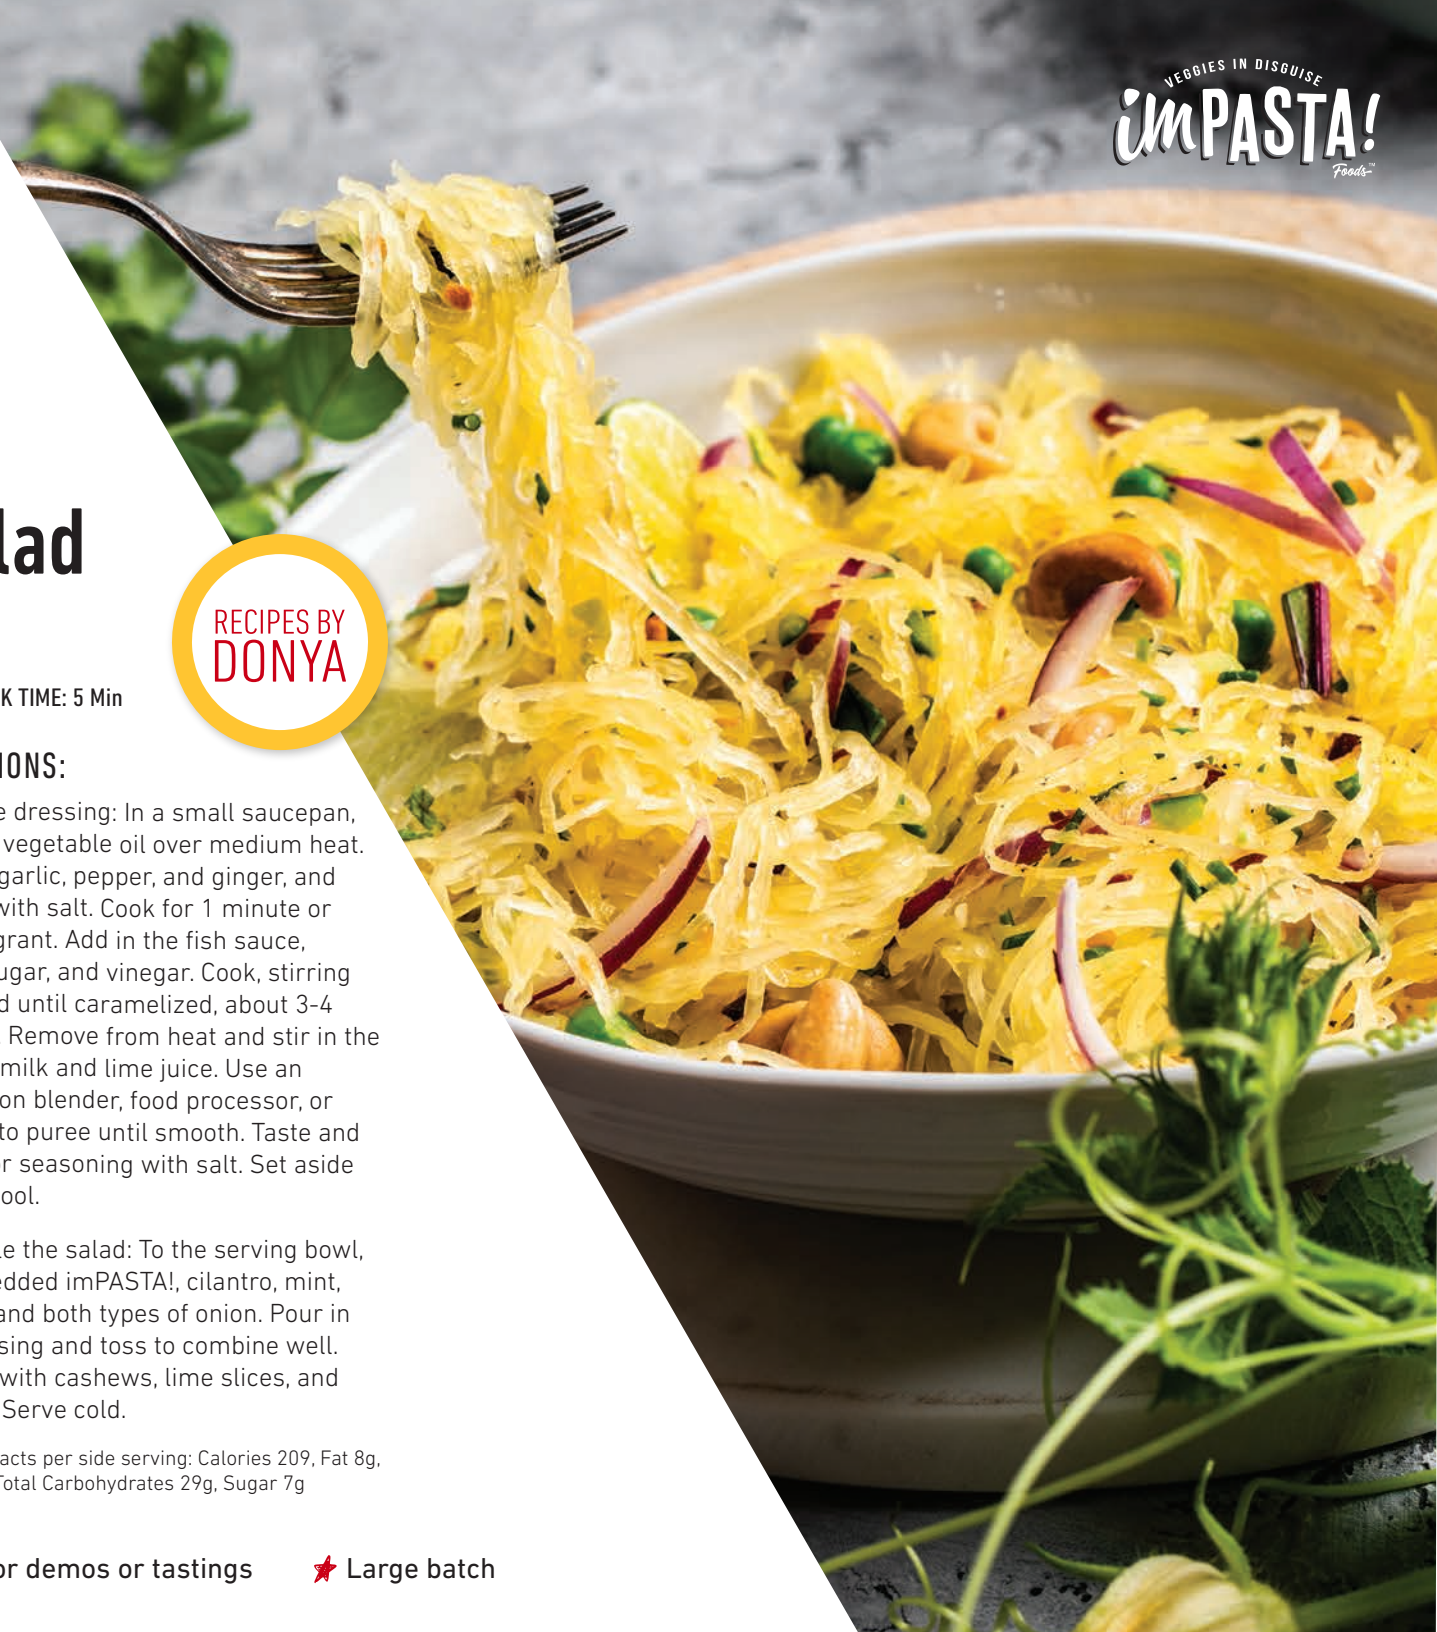 VEGGIES IN DISGUISE
imPASTA!
Foods™
lad
RECIPES BY
DONYA
K TIME: 5 Min
IONS:
e dressing: In a small saucepan,
vegetable oil over medium heat.
garlic, pepper, and ginger, and
with salt. Cook for 1 minute or
grant. Add in the fish sauce,
ugar, and vinegar. Cook, stirring
d until caramelized, about 3-4
. Remove from heat and stir in the
milk and lime juice. Use an
on blender, food processor, or
to puree until smooth. Taste and
or seasoning with salt. Set aside
ool.
le the salad: To the serving bowl,
edded imPASTA!, cilantro, mint,
and both types of onion. Pour in
sing and toss to combine well.
with cashews, lime slices, and
Serve cold.
acts per side serving: Calories 209, Fat 8g,
Total Carbohydrates 29g, Sugar 7g
or demos or tastings
Large batch